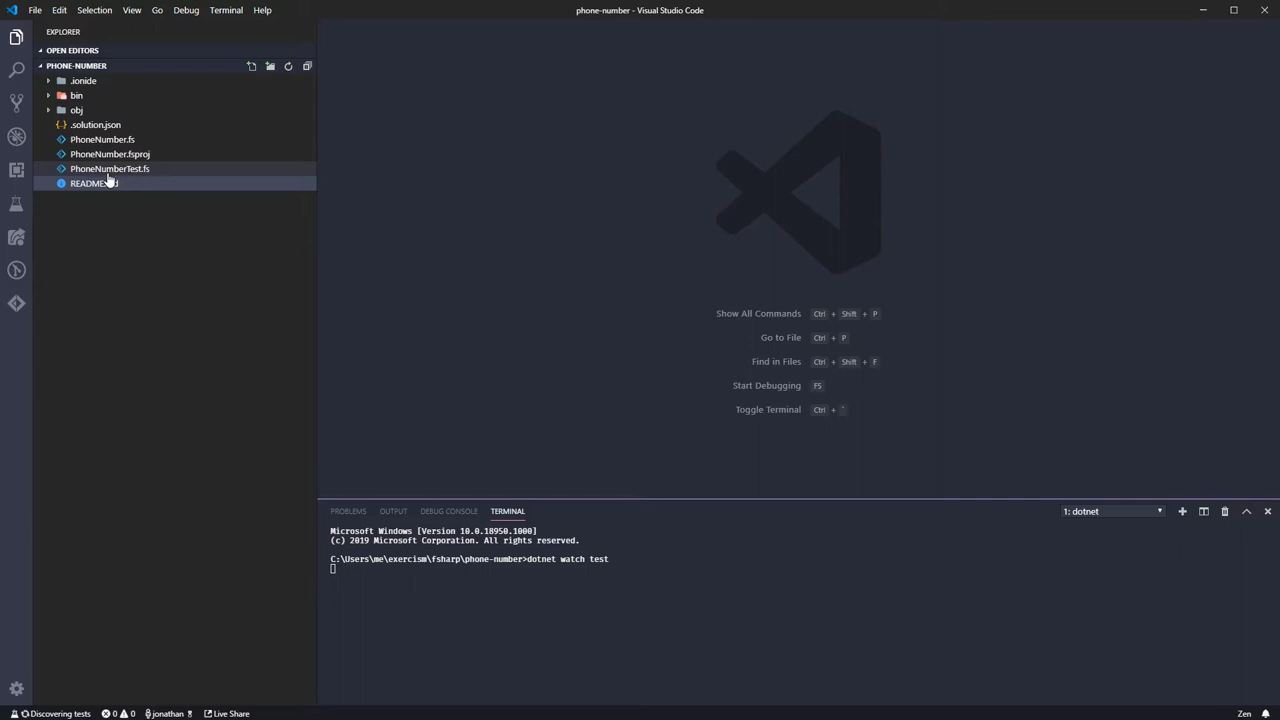 File Edit Selection View Go Debug Terminal Help
phone-number - Visual Studio Code
EXPLORER
OPEN EDITORS
PHONE-NUMBER
.ionide
bin
obj
.solution.json
PhoneNumber.fs
PhoneNumber.fsproj
PhoneNumberTest.fs
Show All Commands Ctrl + Shift + P
Go to File Ctrl + P
Find in Files Ctrl + Shift + F
Start Debugging F5
Toggle Terminal Ctrl + `
PROBLEMS OUTPUT DEBUG CONSOLE TERMINAL
1: dotnet
Microsoft Windows [Version 10.0.18950.1000]
(c) 2019 Microsoft Corporation. All rights reserved.
C:\Users\me\exercism\fsharp\phone-number>dotnet watch test
Discovering tests 0 0 jonathan Live Share
Zen